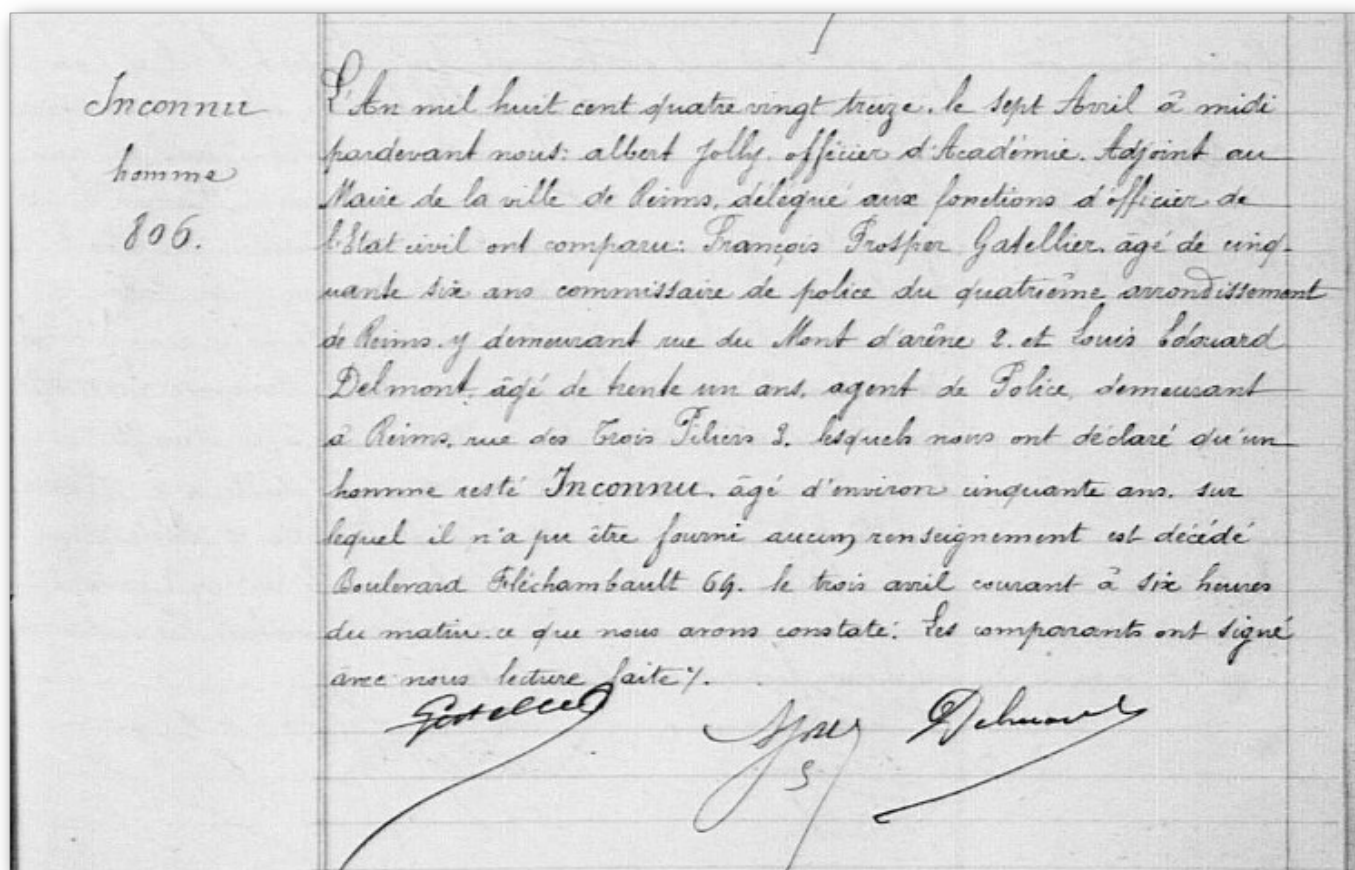 Inconnu
homme
806.
L'An mil huit cent quatre vingt treize. le sept Avril à midi
pardevant nous: albert Jolly. officier d'Académie. Adjoint au
Maire de la ville de Reims, délégué aux fonctions d'officier de
l'Etat civil ont comparu: François Prosper Gatellier. âgé de cinq-
uante six ans commissaire de police du quatrième arrondissement
de Reims. y demeurant rue du Mont d'arène 2. et Louis Edouard
Delmont. âgé de trente un ans. agent de Police, demeurant
à Reims. rue des Trois Piliers 3. lesquels nous ont déclaré qu'un
homme resté Inconnu. âgé d'environ cinquante ans. sur
lequel il n'a pu être fourni aucun renseignement est décédé
Boulevard Fléchambault 69. le trois avril courant à six heures
du matin. ce que nous avons constaté. Les comparants ont signé
avec nous lecture faite %.
Gatellier
Delmont